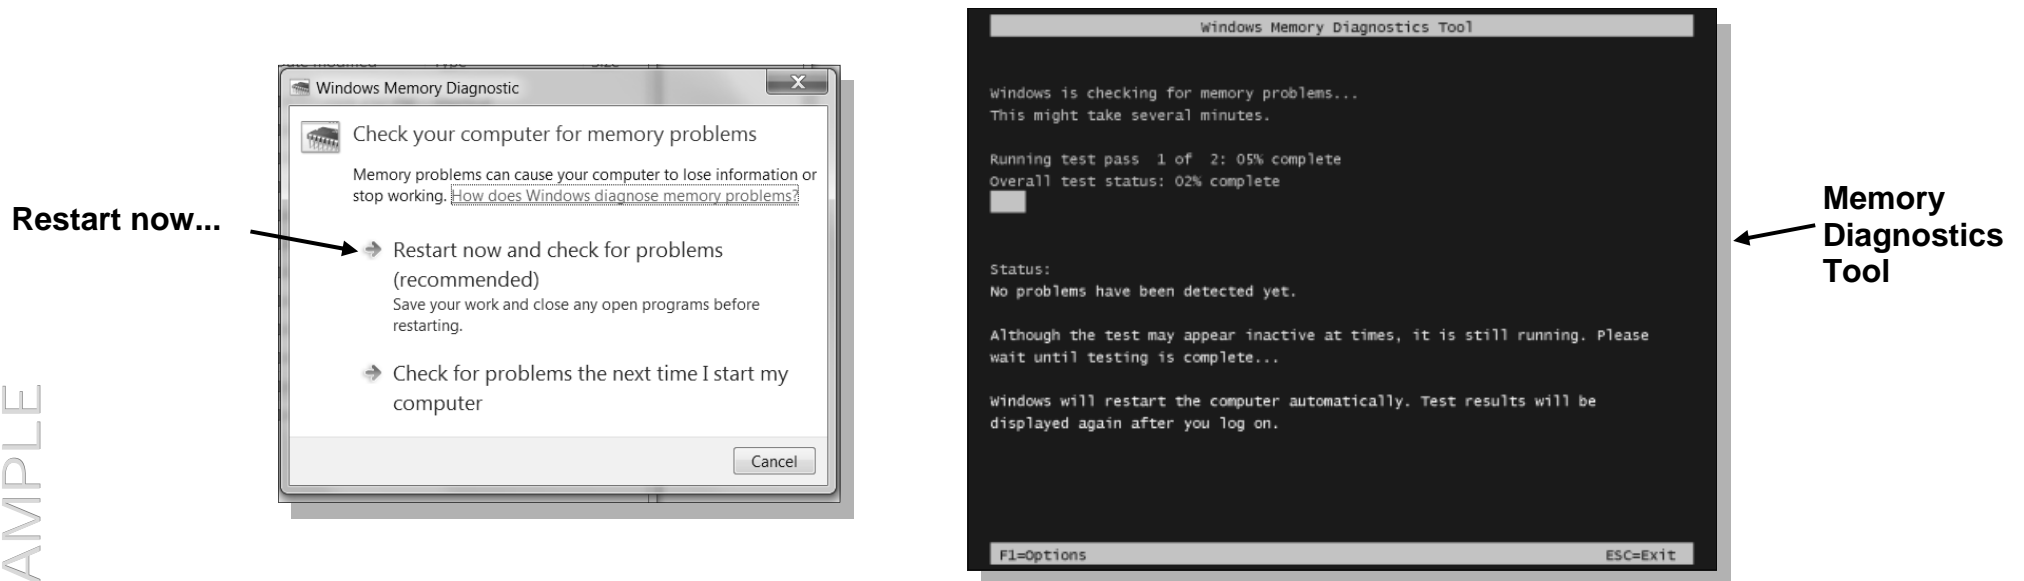 Restart now...
Date modified Type Size
Windows Memory Diagnostic
X
Check your computer for memory problems
Memory problems can cause your computer to lose information or
stop working. How does Windows diagnose memory problems?
Restart now and check for problems
(recommended)
Save your work and close any open programs before
restarting.
Check for problems the next time I start my
computer
Cancel
Windows Memory Diagnostics Tool
Windows is checking for memory problems...
This might take several minutes.
Running test pass  1 of  2: 05% complete
Overall test status: 02% complete
Status:
No problems have been detected yet.
Although the test may appear inactive at times, it is still running. Please
wait until testing is complete...
Windows will restart the computer automatically. Test results will be
displayed again after you log on.
F1=Options ESC=Exit
Memory
Diagnostics
Tool
AMPLE